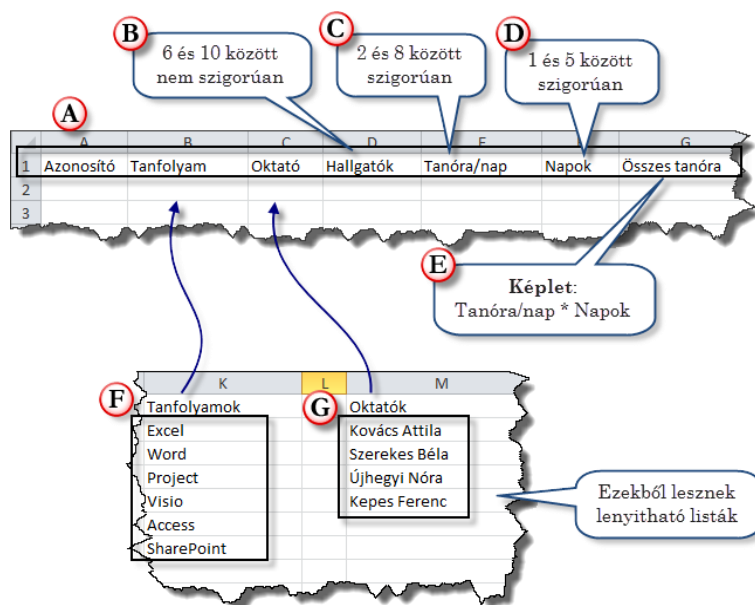 B
6 és 10 között
nem szigorúan
C
2 és 8 között
szigorúan
D
1 és 5 között
szigorúan
A
A B C D E G
1 Azonosító Tanfolyam Oktató Hallgatók Tanóra/nap Napok Összes tanóra
2
3
E
Képlet:
Tanóra/nap * Napok
K L M
F
Tanfolyamok
G
Oktatók
Excel
Kovács Attila
Word
Szerekes Béla
Project
Újhegyi Nóra
Visio
Kepes Ferenc
Access
SharePoint
Ezekből lesznek
lenyitható listák